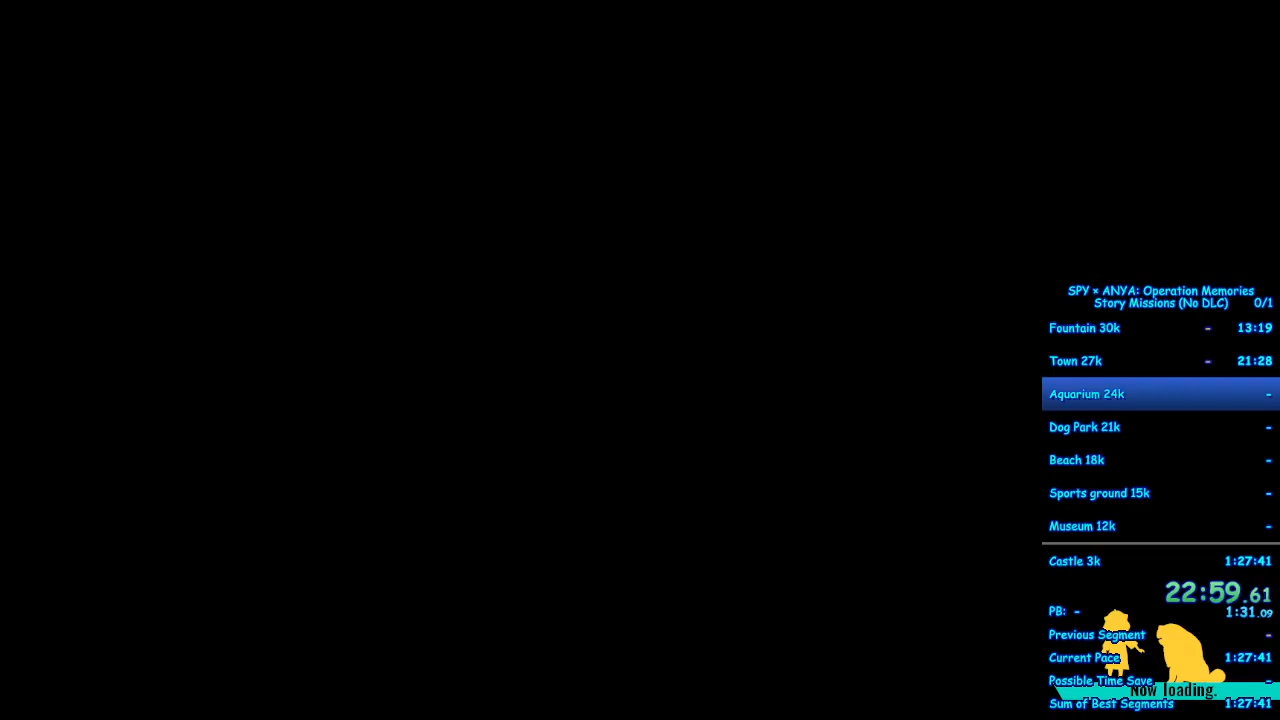 SPY × ANYA: Operation Memories
Story Missions (No DLC) 0/1
Fountain 30k - 13:19
Town 27k - 21:28
Aquarium 24k -
Dog Park 21k -
Beach 18k -
Sports ground 15k -
Museum 12k -
Castle 3k 1:27:41
22:59.61
PB: - 1:31.09
Previous Segment -
Current Pace 1:27:41
Possible Time Save -
Now loading.
Sum of Best Segments 1:27:41